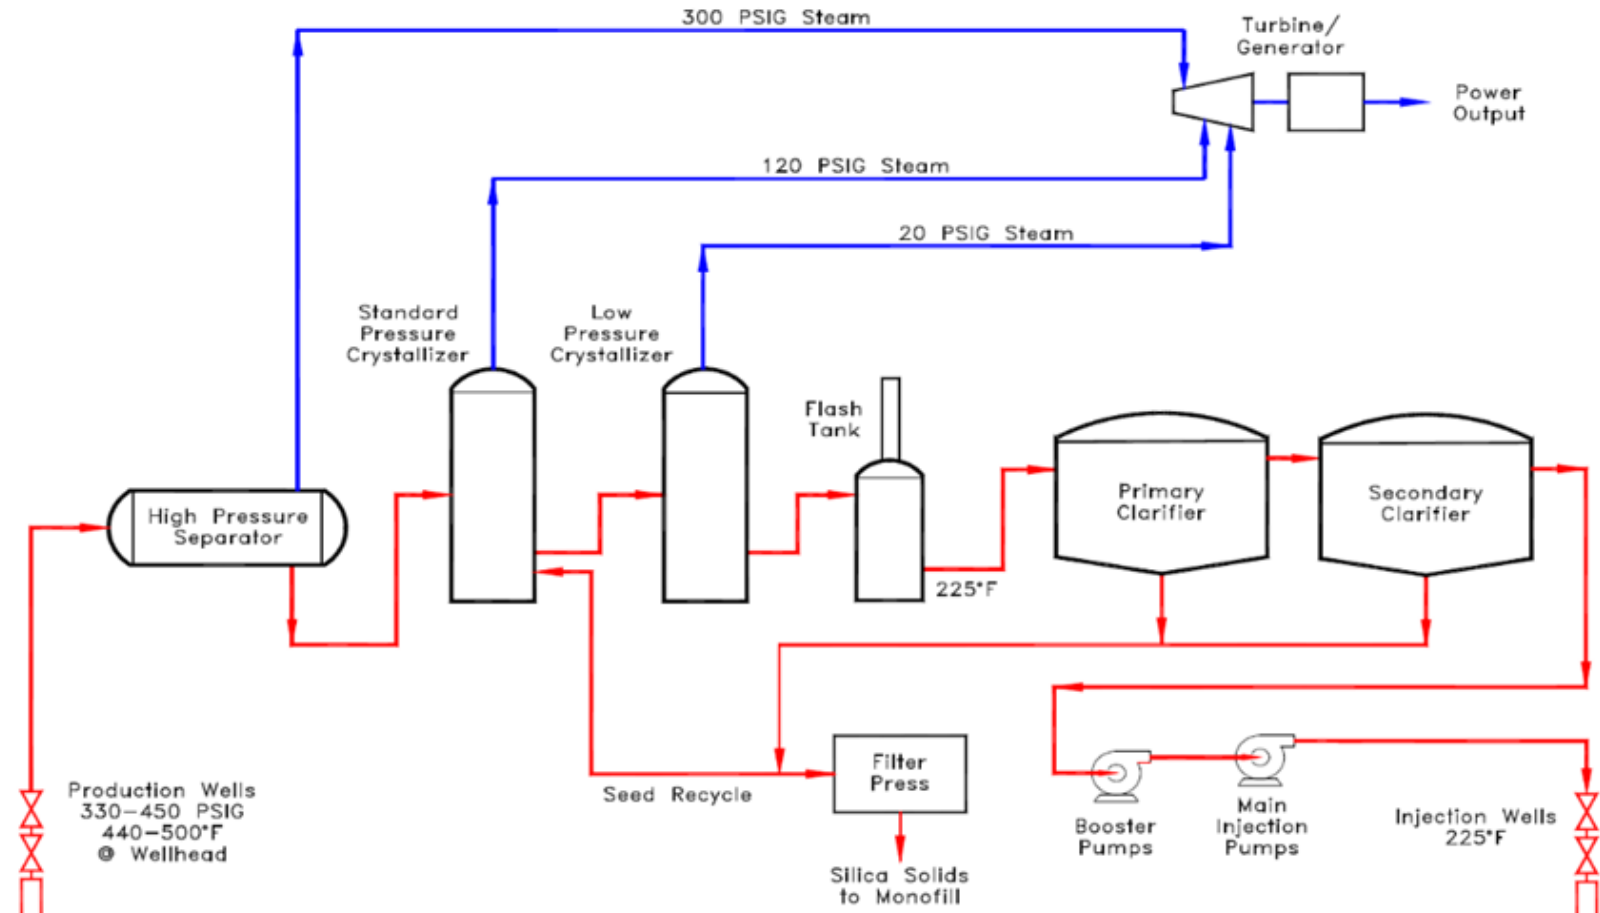 300 PSIG Steam
Turbine/
Generator
Power
Output
120 PSIG Steam
20 PSIG Steam
Standard
Pressure
Crystallizer
Low
Pressure
Crystallizer
Flash
Tank
High Pressure
Separator
Primary
Clarifier
Secondary
Clarifier
225°F
Production Wells
330-450 PSIG
440-500°F
@ Wellhead
Seed Recycle
Filter
Press
Silica Solids
to Monofill
Booster
Pumps
Main
Injection
Pumps
Injection Wells
225°F